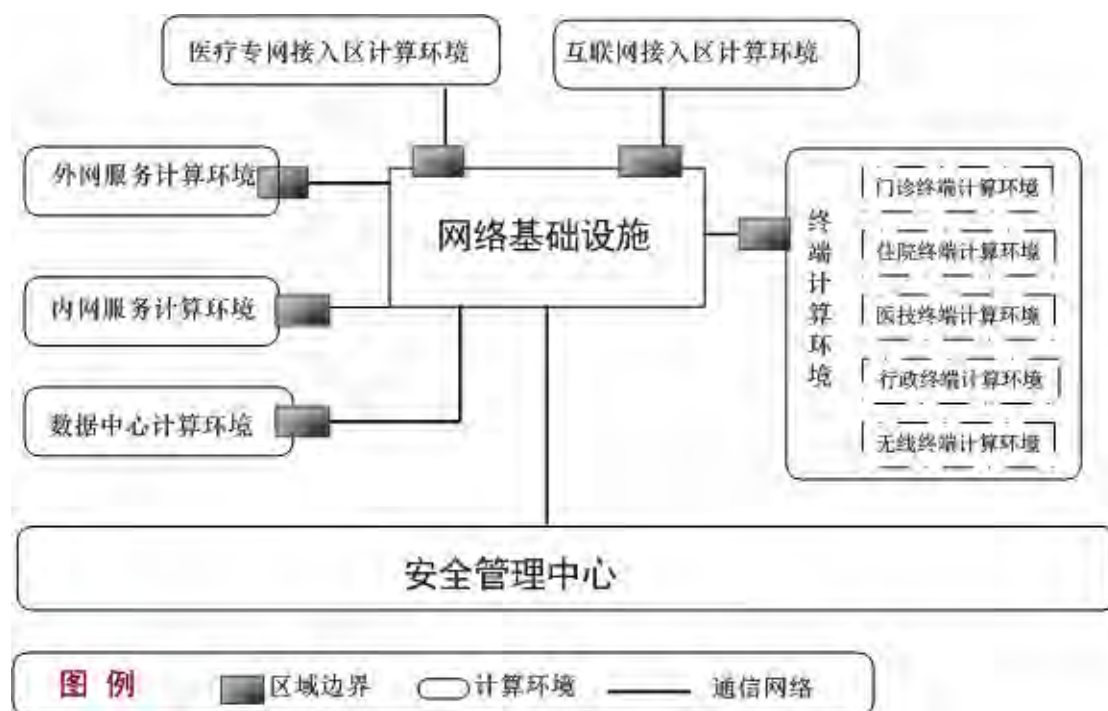 医疗专网接入区计算环境
互联网接入区计算环境
外网服务计算环境
网络基础设施
内网服务计算环境
数据中心计算环境
终端计算环境
门诊终端计算环境
住院终端计算环境
医技终端计算环境
行政终端计算环境
无线终端计算环境
安全管理中心
图 例
区域边界
计算环境
通信网络